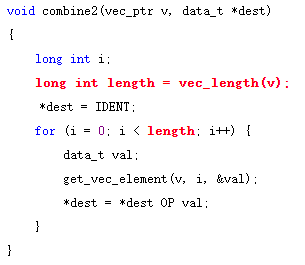 void combine2(vec_ptr v, data_t *dest)
{
long int i;
long int length = vec_length(v);
*dest = IDENT;
for (i = 0; i < length; i++) {
data_t val;
get_vec_element(v, i, &val);
*dest = *dest OP val;
}
}